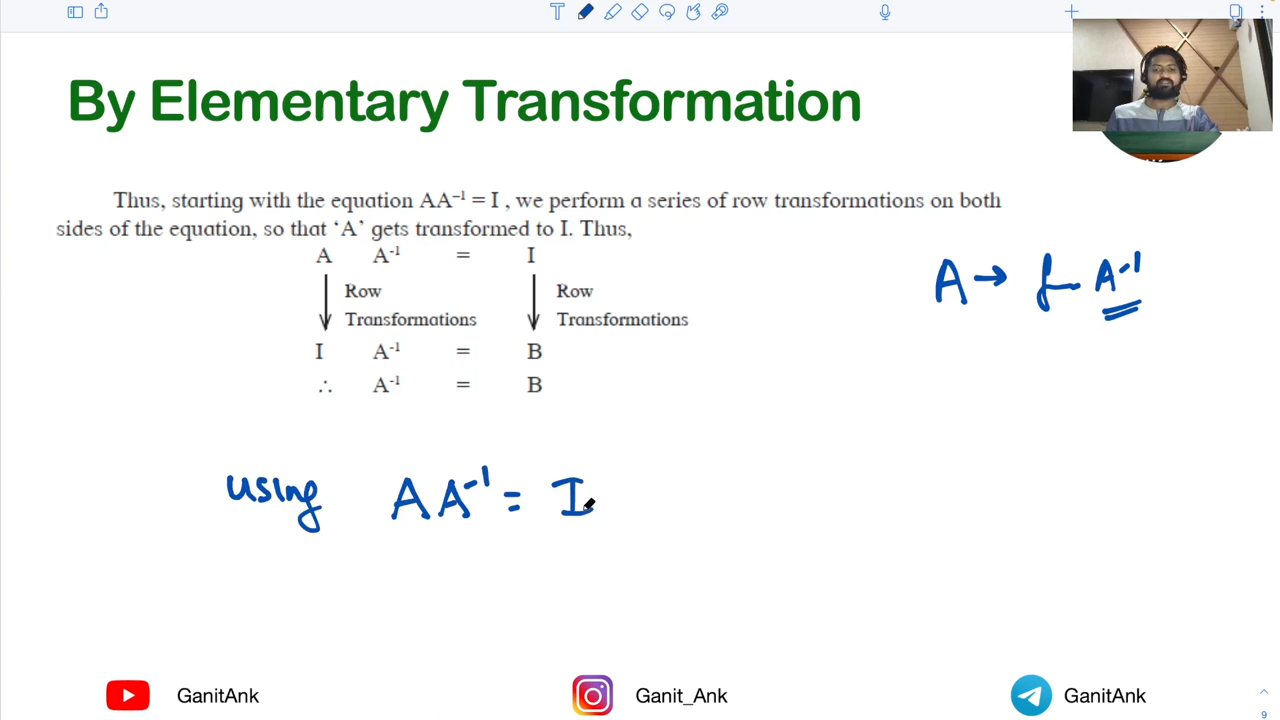 By Elementary Transformation
Thus, starting with the equation AA⁻¹ = I , we perform a series of row transformations on both
sides of the equation, so that ‘A’ gets transformed to I. Thus,
A A⁻¹ = I
Row Row
Transformations Transformations
I A⁻¹ = B
∴ A⁻¹ = B
A → A⁻¹
using A A⁻¹ = I
GanitAnk Ganit_Ank GanitAnk
9